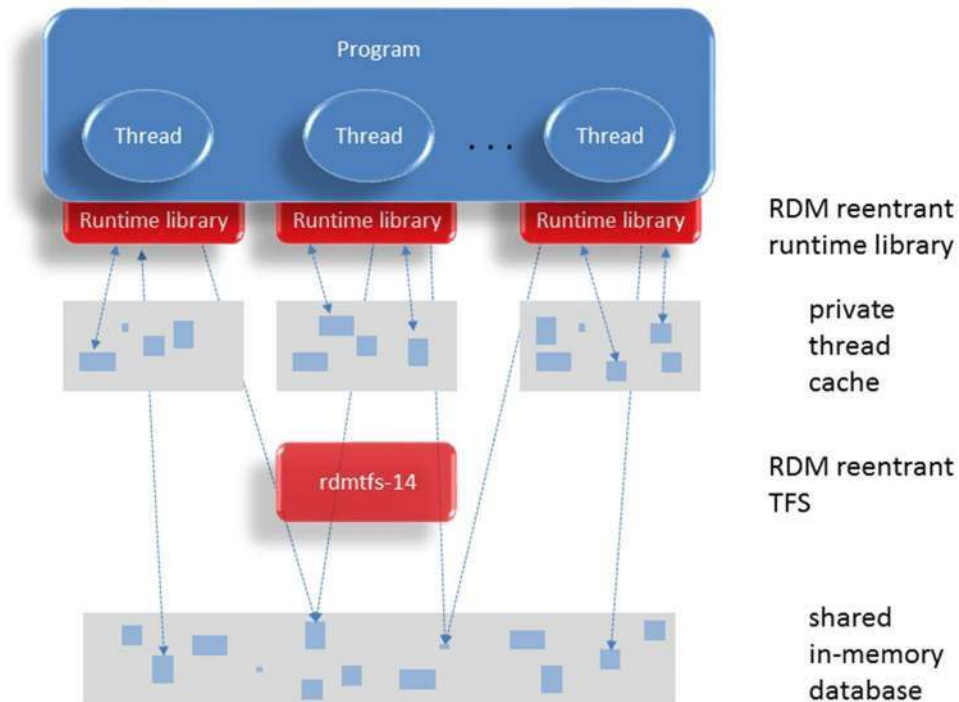 Program
Thread
Thread
. . .
Thread
Runtime library
Runtime library
Runtime library
RDM reentrant
runtime library
private
thread
cache
rdmtfs-14
RDM reentrant
TFS
shared
in-memory
database